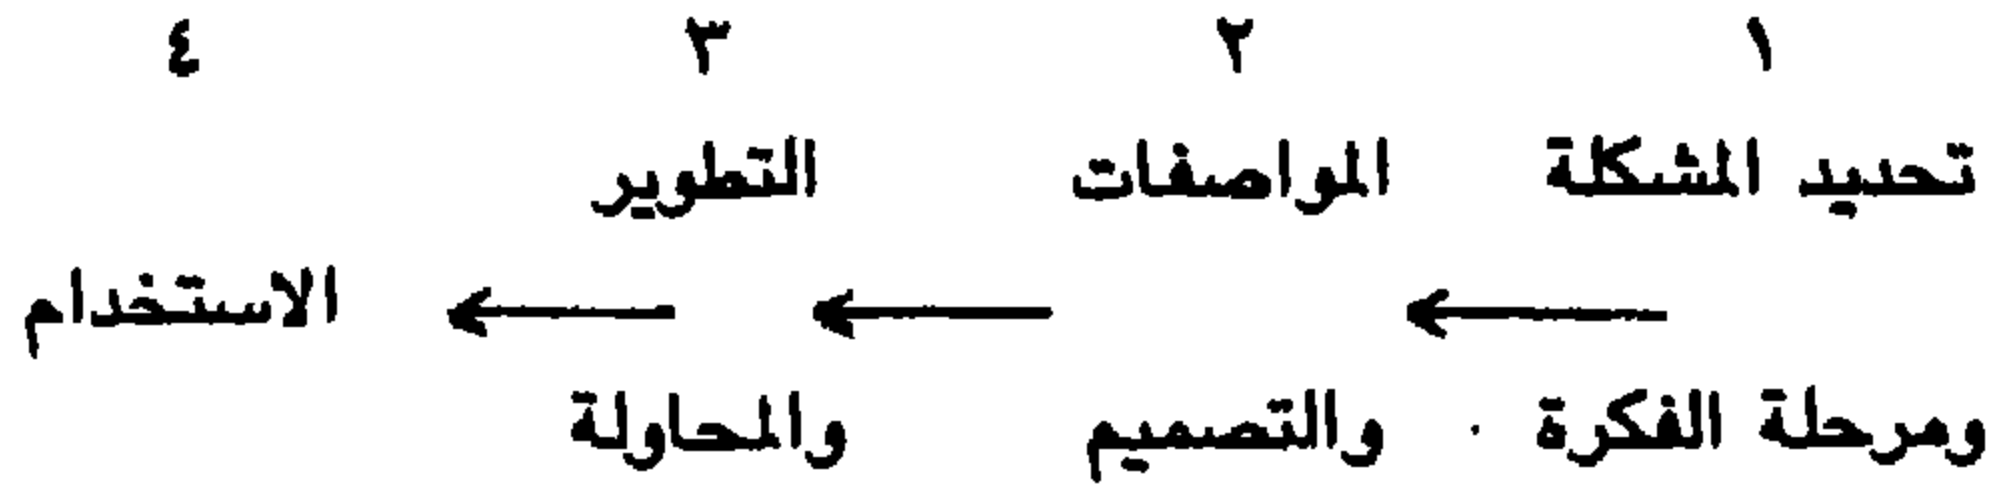 ١ ٢ ٣ ٤
تحديد المشكلة المواصفات التطوير
← ← ← الاستخدام
ومرحلة الفكرة والتصميم والمحاولة